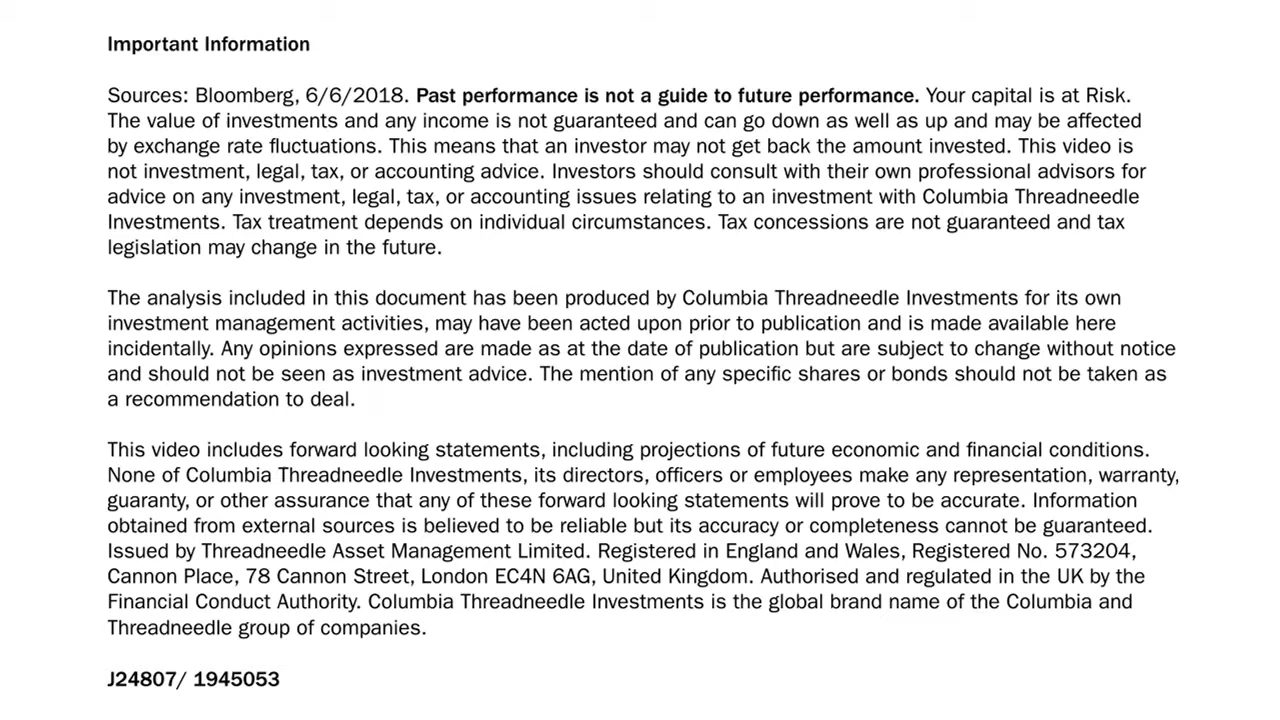 Important Information
Sources: Bloomberg, 6/6/2018. Past performance is not a guide to future performance. Your capital is at Risk.
The value of investments and any income is not guaranteed and can go down as well as up and may be affected
by exchange rate fluctuations. This means that an investor may not get back the amount invested. This video is
not investment, legal, tax, or accounting advice. Investors should consult with their own professional advisors for
advice on any investment, legal, tax, or accounting issues relating to an investment with Columbia Threadneedle
Investments. Tax treatment depends on individual circumstances. Tax concessions are not guaranteed and tax
legislation may change in the future.
The analysis included in this document has been produced by Columbia Threadneedle Investments for its own
investment management activities, may have been acted upon prior to publication and is made available here
incidentally. Any opinions expressed are made as at the date of publication but are subject to change without notice
and should not be seen as investment advice. The mention of any specific shares or bonds should not be taken as
a recommendation to deal.
This video includes forward looking statements, including projections of future economic and financial conditions.
None of Columbia Threadneedle Investments, its directors, officers or employees make any representation, warranty,
guaranty, or other assurance that any of these forward looking statements will prove to be accurate. Information
obtained from external sources is believed to be reliable but its accuracy or completeness cannot be guaranteed.
Issued by Threadneedle Asset Management Limited. Registered in England and Wales, Registered No. 573204,
Cannon Place, 78 Cannon Street, London EC4N 6AG, United Kingdom. Authorised and regulated in the UK by the
Financial Conduct Authority. Columbia Threadneedle Investments is the global brand name of the Columbia and
Threadneedle group of companies.
J24807/ 1945053